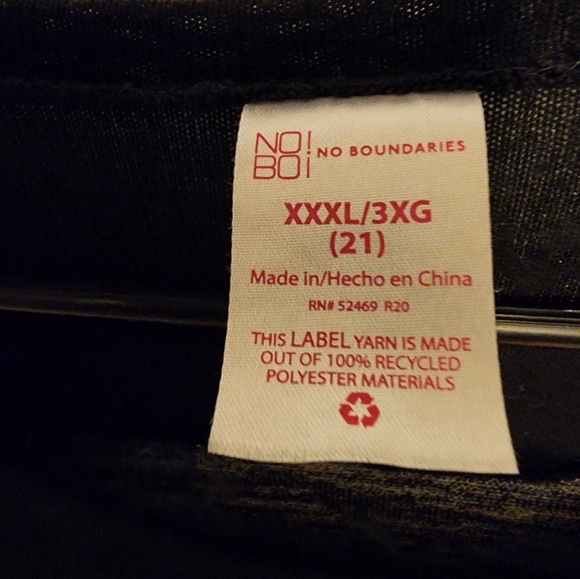 NO!
BO¡ NO BOUNDARIES
XXXL/3XG
(21)
Made in/Hecho en China
RN# 52469 R20
THIS LABEL YARN IS MADE
OUT OF 100% RECYCLED
POLYESTER MATERIALS